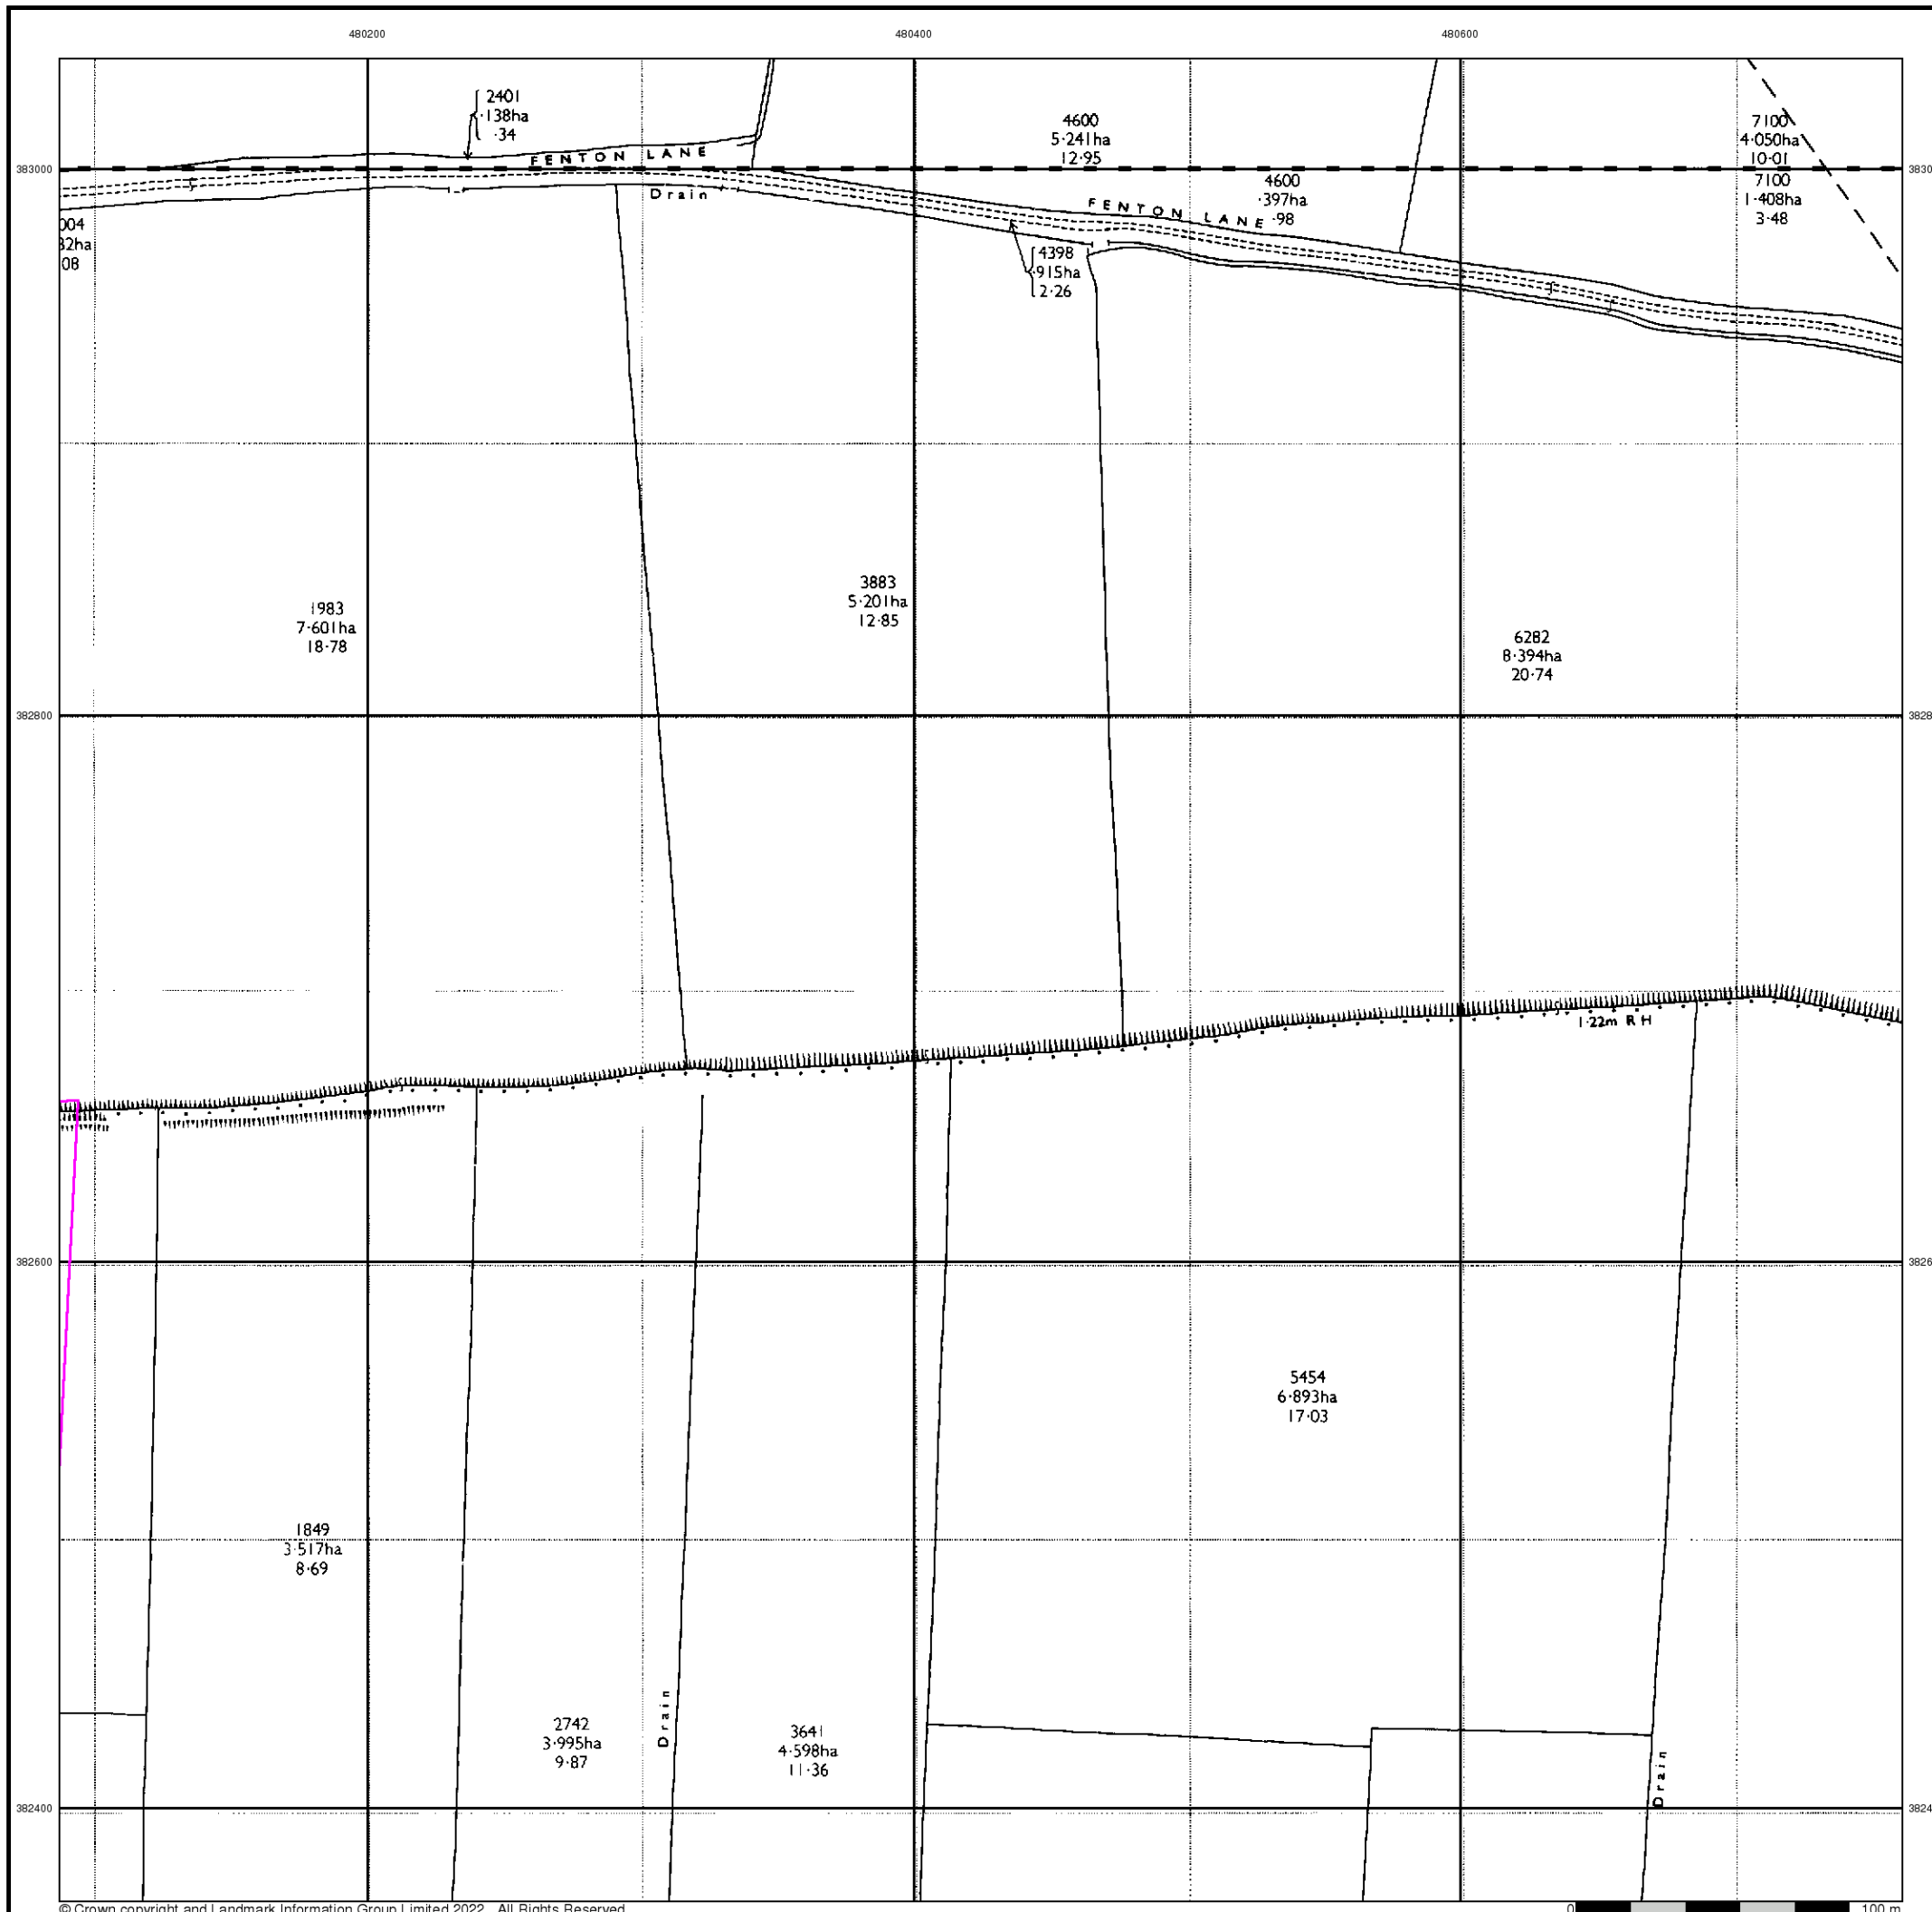 480200
480400
480600
2401
·138ha
·34
4600
5·241ha
12·95
7100
4·050ha
10·01
FENTON LANE
383000
Drain
4600
·397ha
·98
7100
1·408ha
3·48
FENTON LANE
4398
·915ha
2·26
1983
7·601ha
18·78
3883
5·201ha
12·85
6282
8·394ha
20·74
382800
1·22m RH
382600
5454
6·893ha
17·03
1849
3·517ha
8·69
2742
3·995ha
9·87
Drain
3641
4·598ha
11·36
Drain
382400
© Crown copyright and Landmark Information Group Limited 2022. All Rights Reserved
0
100 m